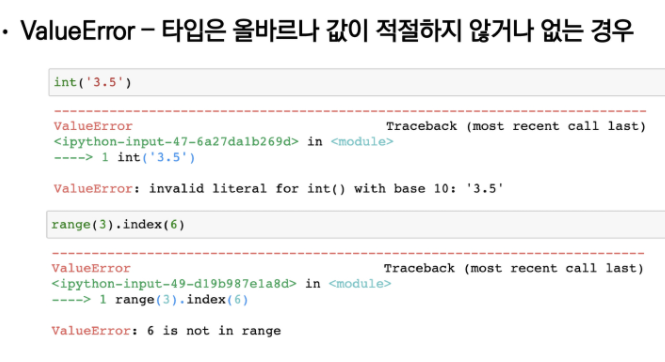 • ValueError – 타입은 올바르나 값이 적절하지 않거나 없는 경우
int('3.5')
---------------------------------------------------------------------------
ValueError                                Traceback (most recent call last)
<ipython-input-47-6a27da1b269d> in <module>
----> 1 int('3.5')
ValueError: invalid literal for int() with base 10: '3.5'
range(3).index(6)
---------------------------------------------------------------------------
ValueError                                Traceback (most recent call last)
<ipython-input-49-d19b987e1a8d> in <module>
----> 1 range(3).index(6)
ValueError: 6 is not in range